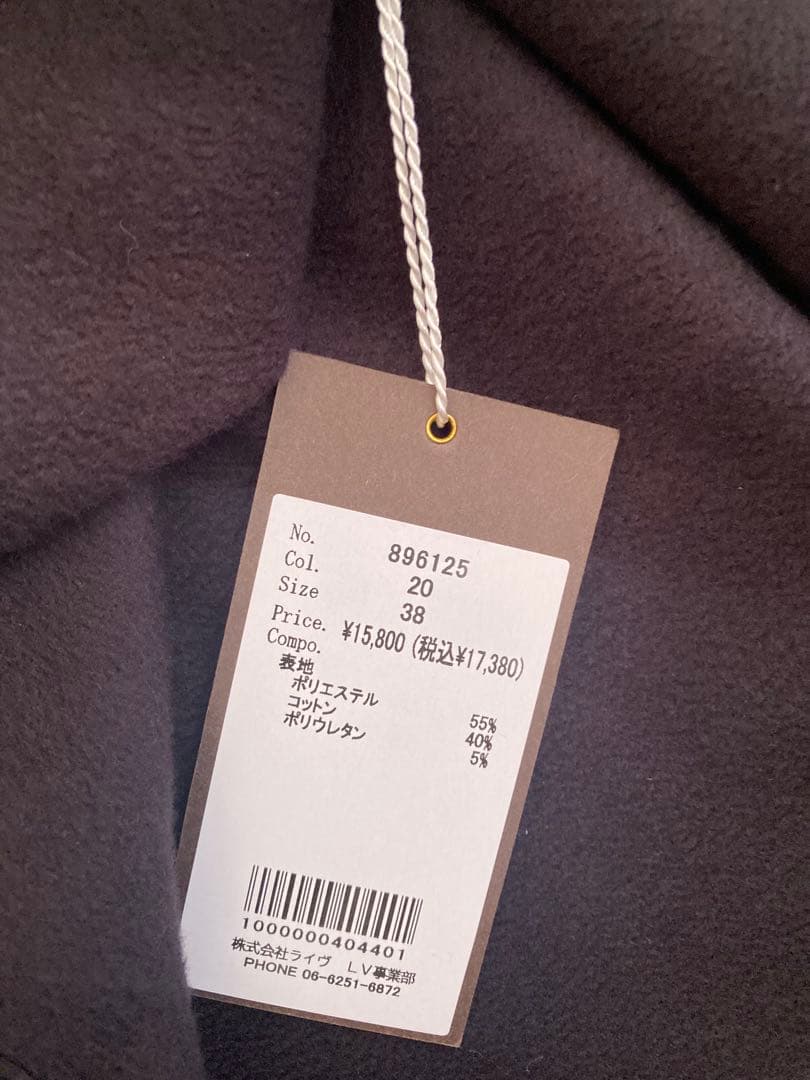 No. 896125
Col. 20
Size 38
Price. ¥15,800 (税込¥17,380)
Compo.
表地
ポリエステル 55%
コットン 40%
ポリウレタン 5%
1000000404401
株式会社ライヴ LV事業部
PHONE 06-6251-6872